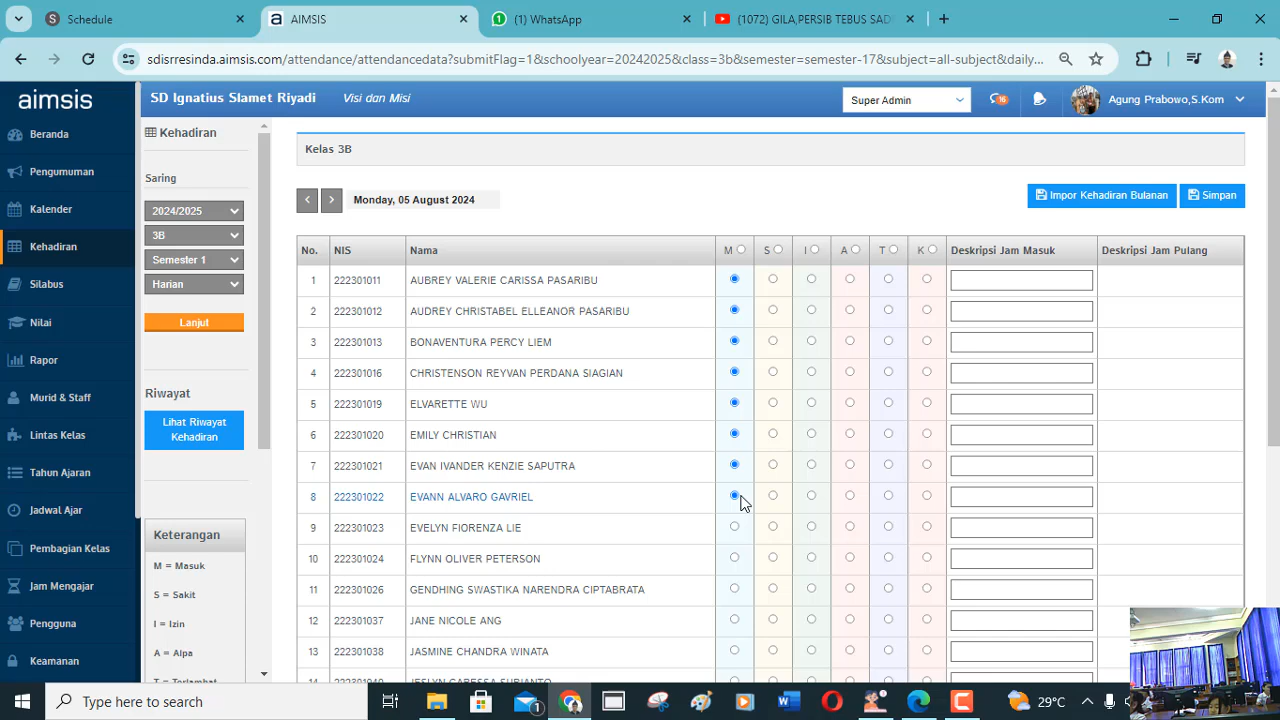 Schedule
AIMSIS
(1) WhatsApp
(1072) GILA,PERSIB TEBUS SAD
sdisrresinda.aimsis.com/attendance/attendancedata?submitFlag=1&schoolyear=20242025&class=3b&semester=semester-17&subject=all-subject&daily...
aimsis
SD Ignatius Slamet Riyadi
Visi dan Misi
Super Admin
16
Agung Prabowo,S.Kom
Beranda
Pengumuman
Kalender
Kehadiran
Silabus
Nilai
Rapor
Murid & Staff
Lintas Kelas
Tahun Ajaran
Jadwal Ajar
Pembagian Kelas
Jam Mengajar
Pengguna
Keamanan
Kehadiran
Saring
2024/2025
3B
Semester 1
Harian
Lanjut
Riwayat
Lihat Riwayat
Kehadiran
Keterangan
M = Masuk
S = Sakit
I = Izin
A = Alpa
T = Terlambat
Kelas 3B
Monday, 05 August 2024
Impor Kehadiran Bulanan
Simpan
No. NIS Nama M S I A T K Deskripsi Jam Masuk Deskripsi Jam Pulang
1 222301011 AUBREY VALERIE CARISSA PASARIBU
2 222301012 AUDREY CHRISTABEL ELLEANOR PASARIBU
3 222301013 BONAVENTURA PERCY LIEM
4 222301016 CHRISTENSON REYVAN PERDANA SIAGIAN
5 222301019 ELVARETTE WU
6 222301020 EMILY CHRISTIAN
7 222301021 EVAN IVANDER KENZIE SAPUTRA
8 222301022 EVANN ALVARO GAVRIEL
9 222301023 EVELYN FIORENZA LIE
10 222301024 FLYNN OLIVER PETERSON
11 222301026 GENDHING SWASTIKA NARENDRA CIPTABRATA
12 222301037 JANE NICOLE ANG
13 222301038 JASMINE CHANDRA WINATA
Type here to search
1
29°C